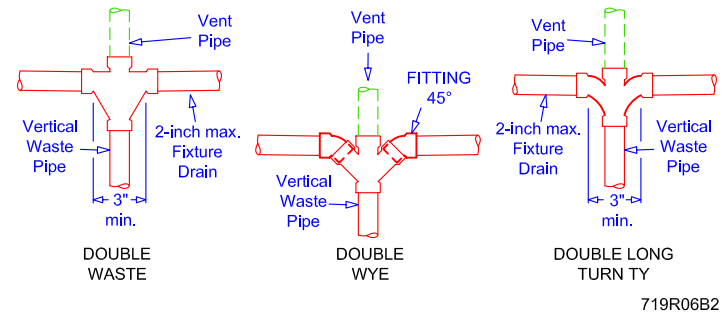 Vent
Pipe
Vertical
Waste
Pipe
2-inch max.
Fixture
Drain
3"
min.
DOUBLE
WASTE
Vent
Pipe
FITTING
45°
Vertical
Waste
Pipe
DOUBLE
WYE
Vent
Pipe
2-inch max.
Fixture
Drain
Vertical
Waste
Pipe
3"
min.
DOUBLE LONG
TURN TY
719R06B2